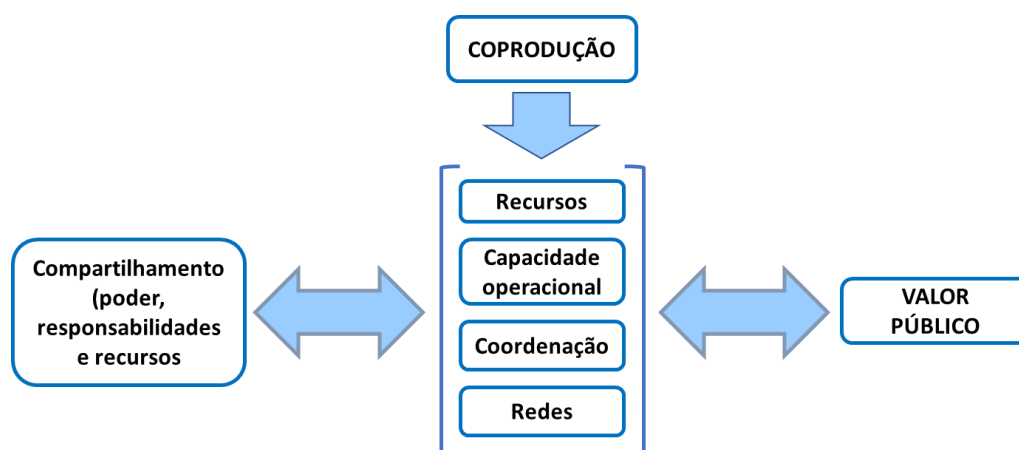 COPRODUÇÃO
Recursos
Capacidade
operacional
Coordenação
Redes
Compartilhamento
(poder,
responsabilidades
e recursos
VALOR
PÚBLICO